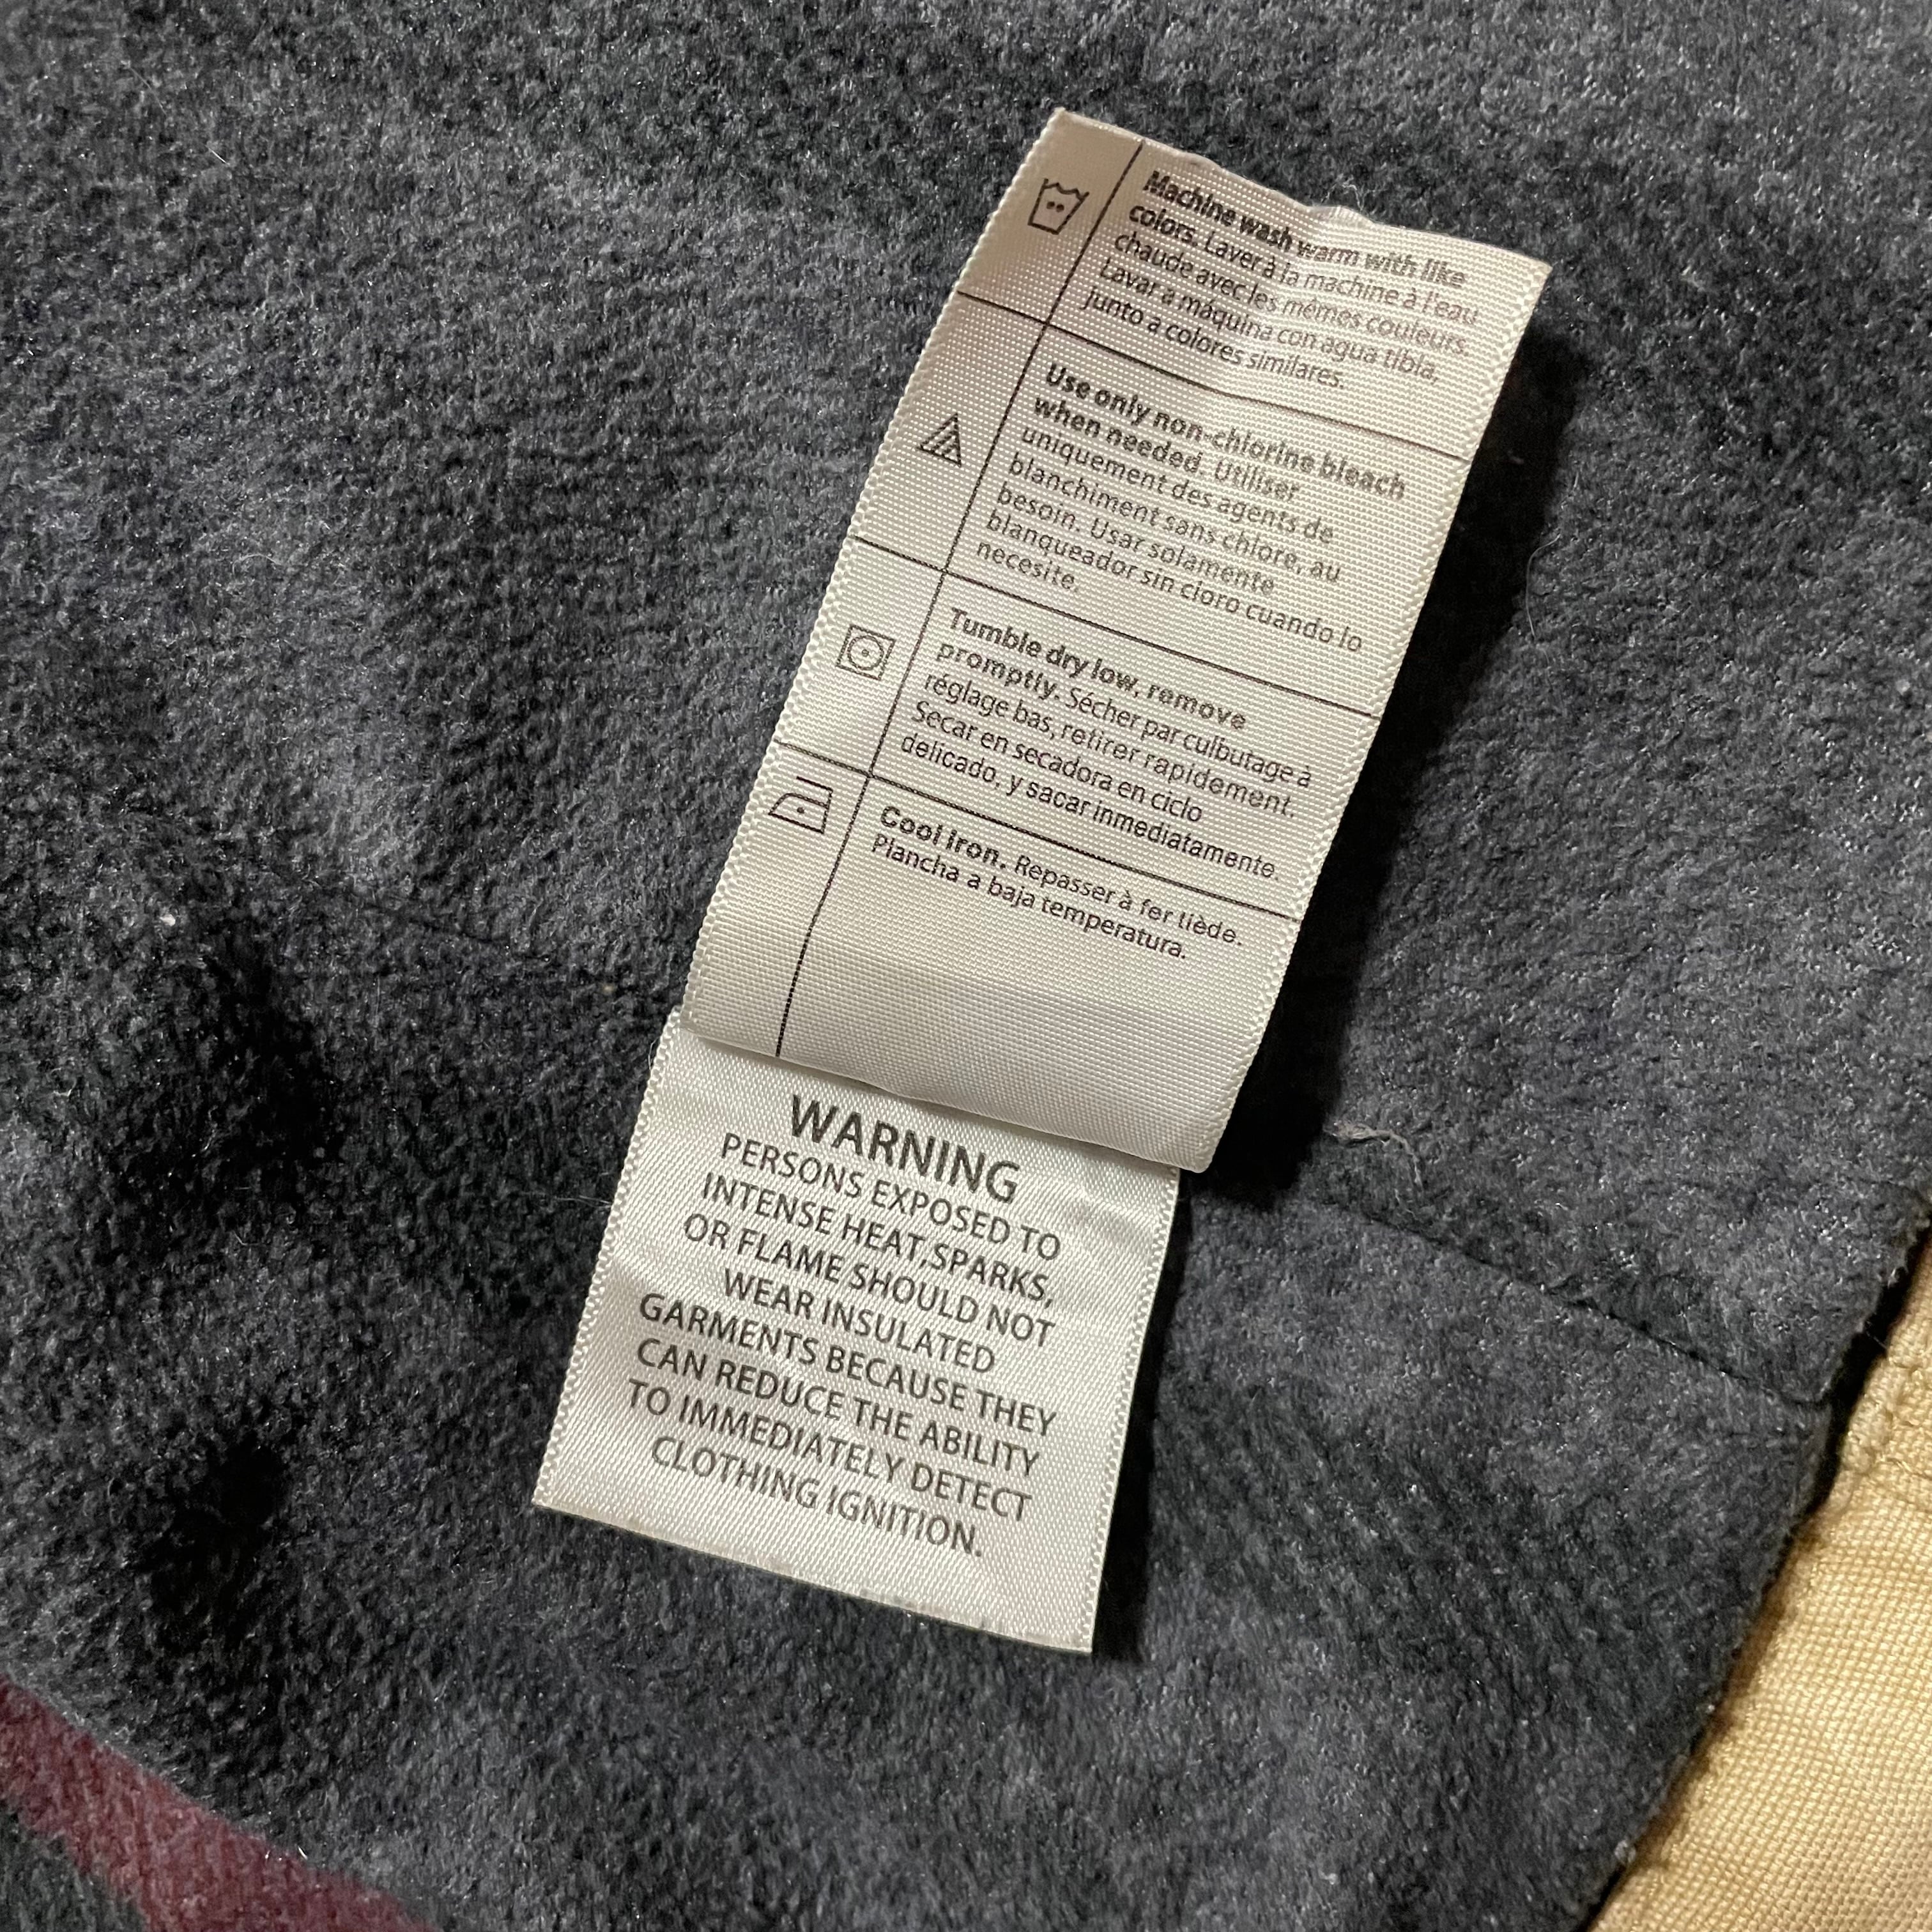 Machine wash warm with like
colors. Laver à la machine à l'eau
chaude avec les mêmes couleurs.
Lavar a máquina con agua tibia,
junto a colores similares.
Use only non-chlorine bleach
when needed. Utiliser
uniquement des agents de
blanchiment sans chlore, au
besoin. Usar solamente
blanqueador sin cloro cuando lo
necesite.
Tumble dry low, remove
promptly. Sécher par culbutage à
réglage bas, retirer rapidement.
Secar en secadora en ciclo
delicado, y sacar inmediatamente.
Cool Iron. Repasser à fer tiède.
Plancha a baja temperatura.
WARNING
PERSONS EXPOSED TO
INTENSE HEAT,SPARKS,
OR FLAME SHOULD NOT
WEAR INSULATED
GARMENTS BECAUSE THEY
CAN REDUCE THE ABILITY
TO IMMEDIATELY DETECT
CLOTHING IGNITION.